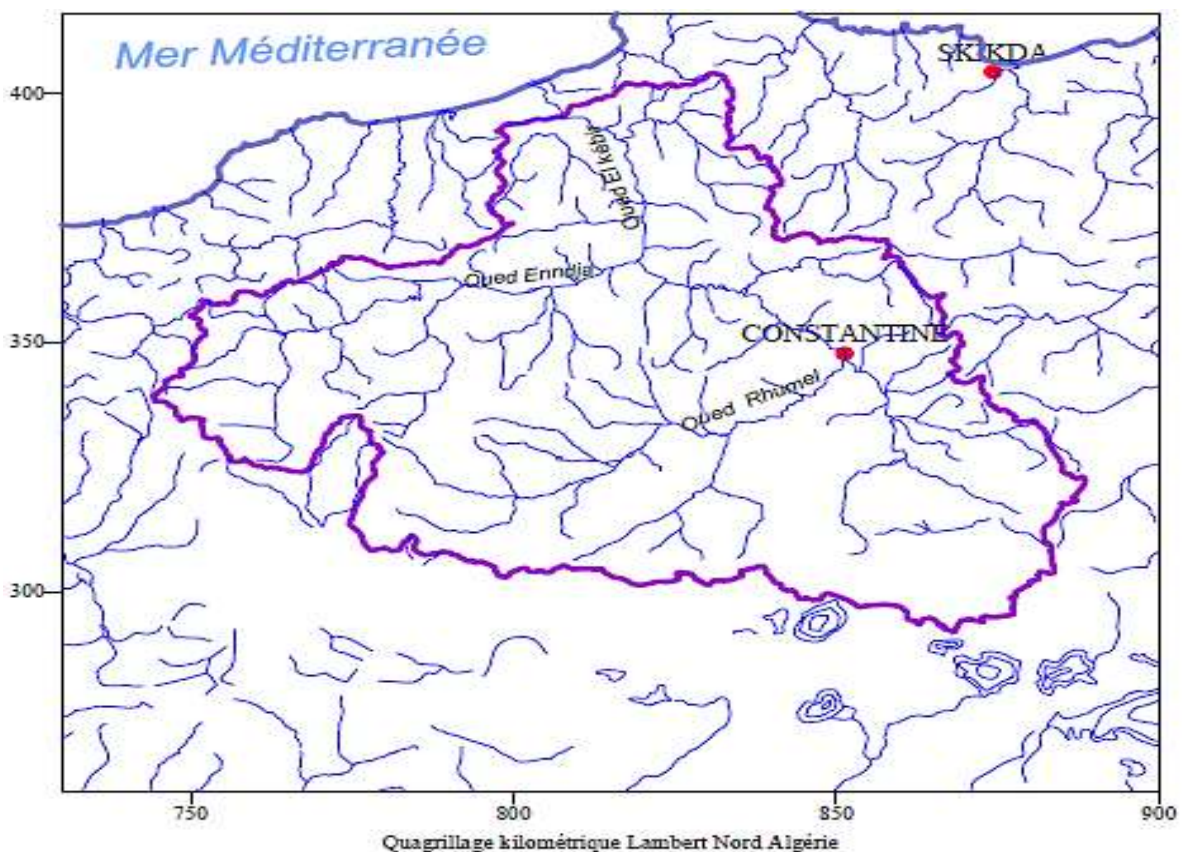 Mer Méditerranée
SKIKDA
400
Oued El kébir
Oued Enndja
350
CONSTANTINE
Oued Rhumel
300
750
800
850
900
Quagrillage kilométrique Lambert Nord Algérie